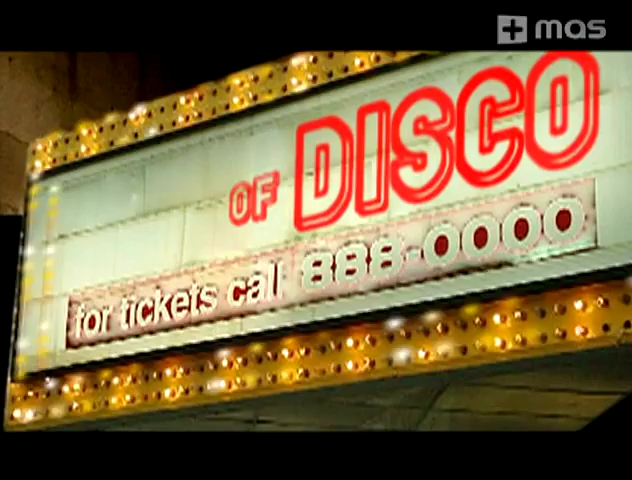 + mas
OF DISCO
for tickets call 888-0000